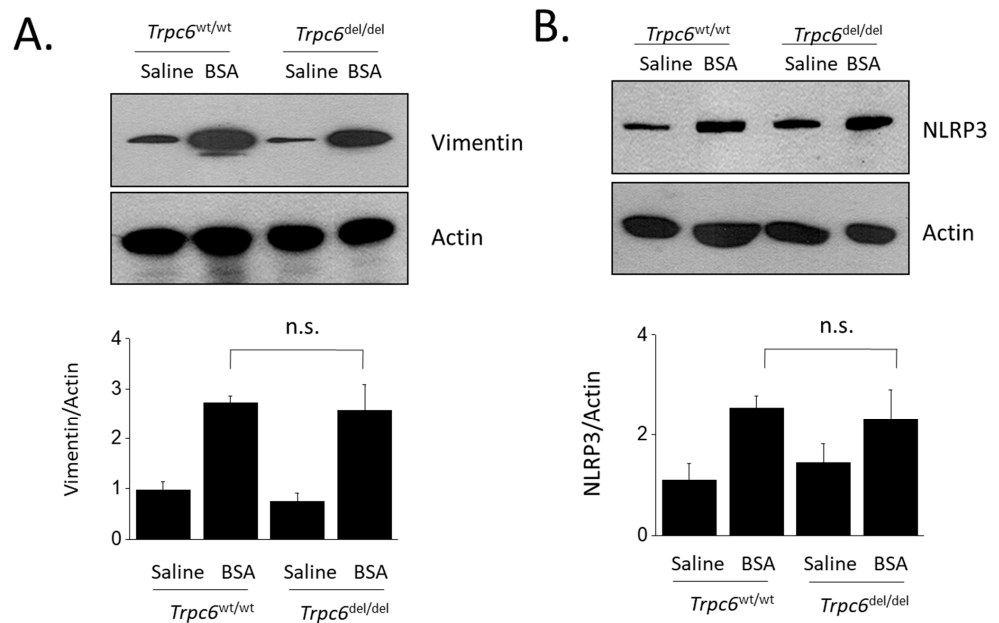 A.
Trpc6wt/wt Trpc6del/del
Saline BSA Saline BSA
Vimentin
Actin
n.s.
Vimentin/Actin
4
3
2
1
0
Saline BSA Saline BSA
Trpc6wt/wt Trpc6del/del
B.
Trpc6wt/wt Trpc6del/del
Saline BSA Saline BSA
NLRP3
Actin
n.s.
NLRP3/Actin
4
2
0
Saline BSA Saline BSA
Trpc6wt/wt Trpc6del/del